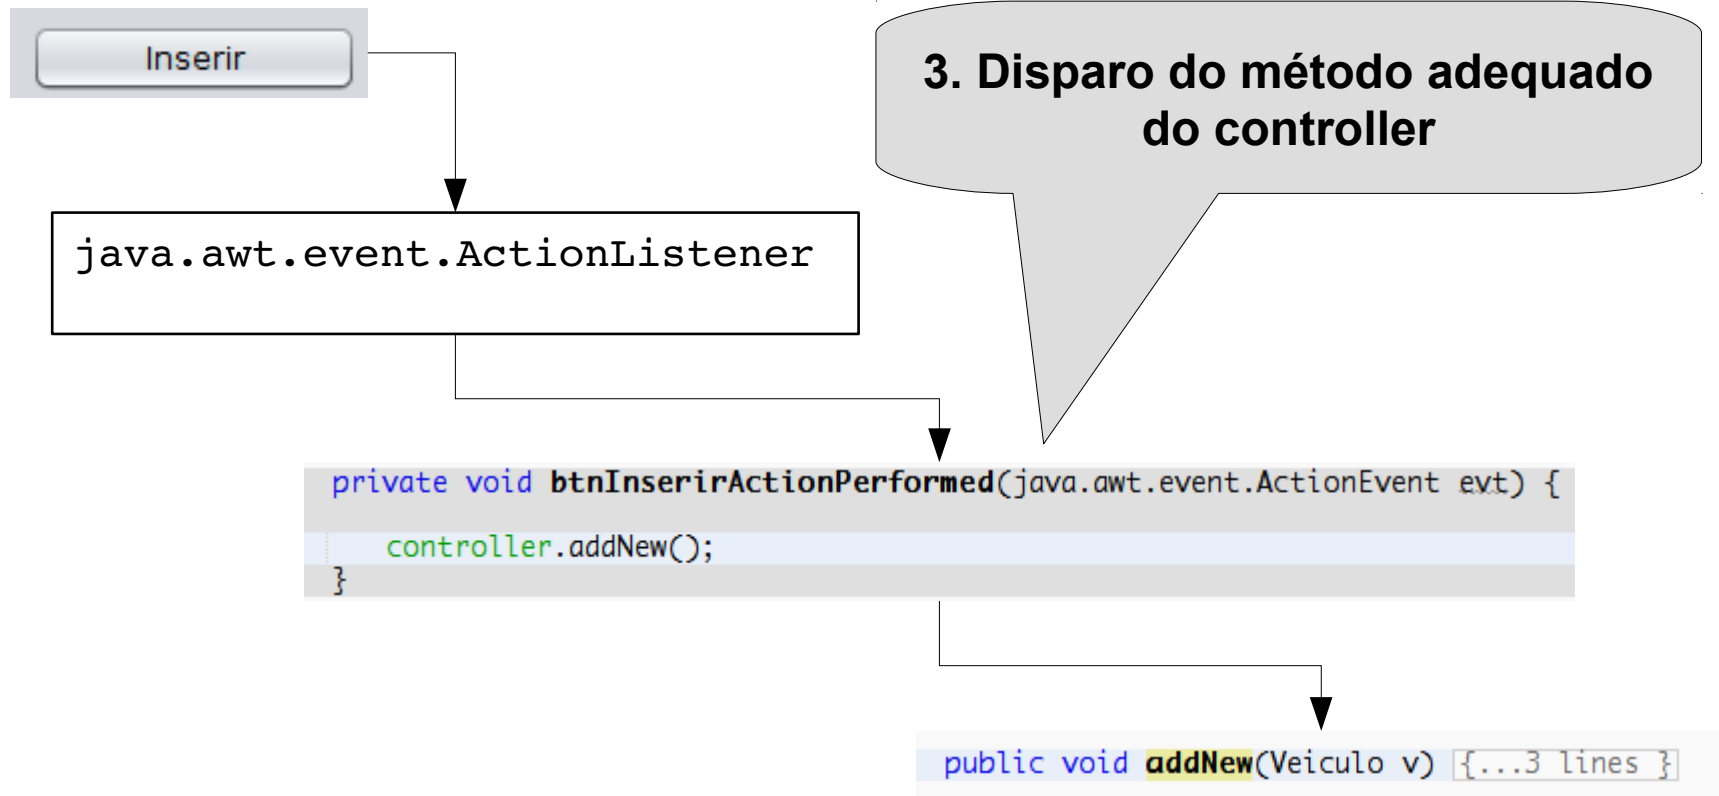 Inserir
3. Disparo do método adequado
do controller
java.awt.event.ActionListener
private void btnInserirActionPerformed(java.awt.event.ActionEvent evt) {
controller.addNew();
}
public void addNew(Veiculo v) {...3 lines }